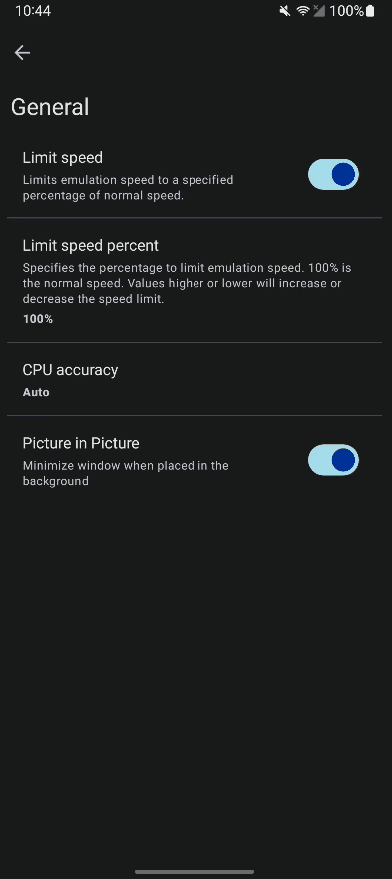 10:44
100%
General
Limit speed
Limits emulation speed to a specified
percentage of normal speed.
Limit speed percent
Specifies the percentage to limit emulation speed. 100% is
the normal speed. Values higher or lower will increase or
decrease the speed limit.
100%
CPU accuracy
Auto
Picture in Picture
Minimize window when placed in the
background